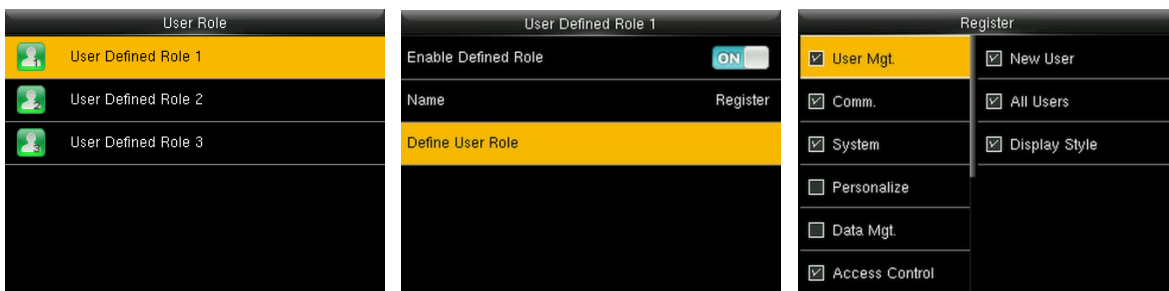 User Role
User Defined Role 1
User Defined Role 2
User Defined Role 3
User Defined Role 1
Enable Defined Role ON
Name Register
Define User Role
Register
User Mgt. New User
Comm. All Users
System Display Style
Personalize
Data Mgt.
Access Control